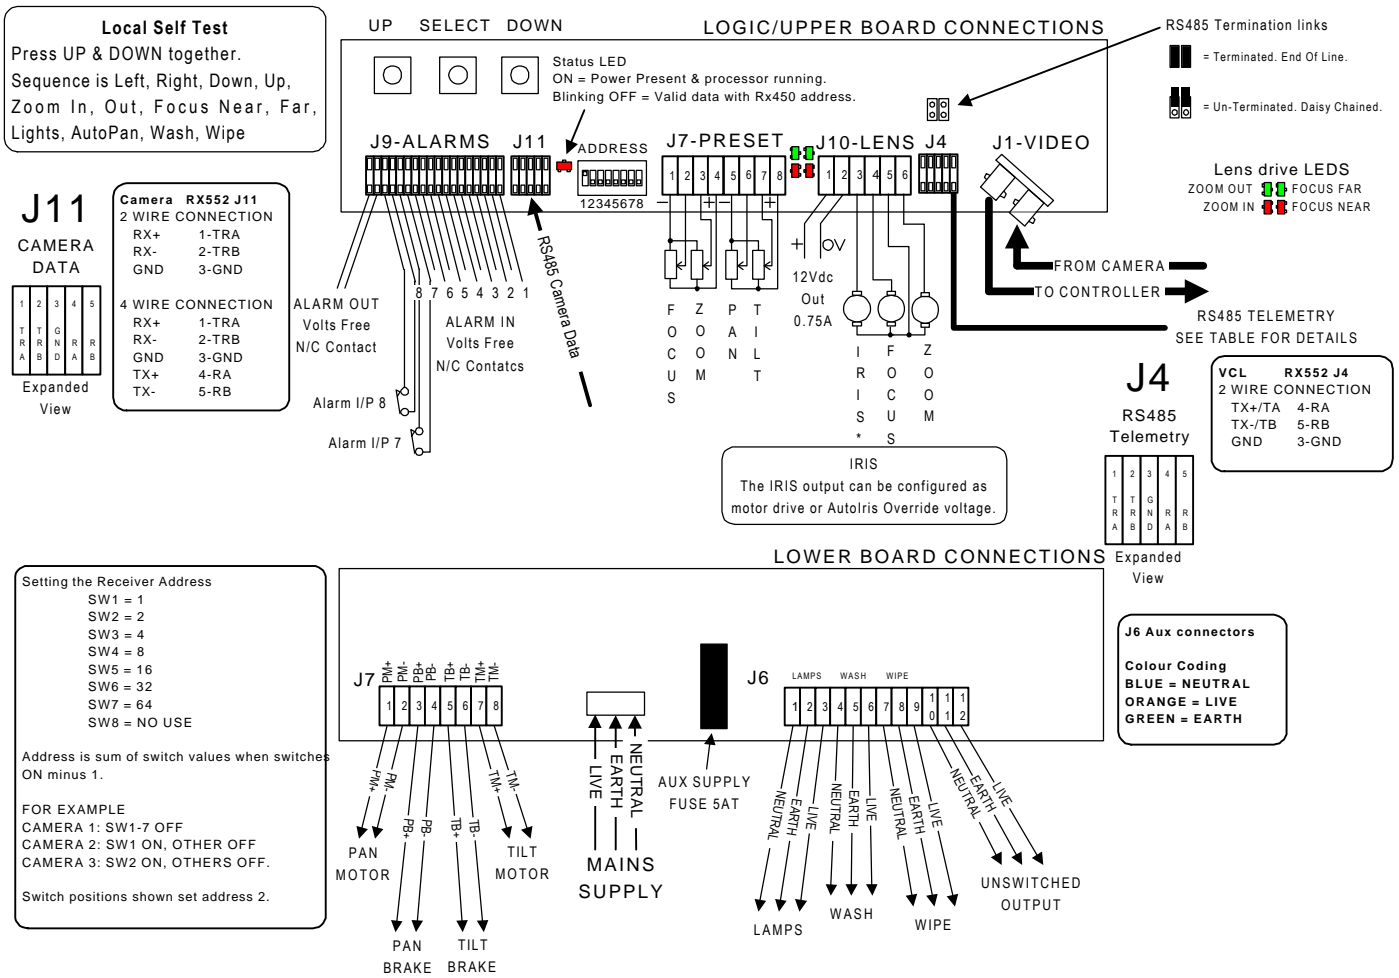 Local Self Test
Press UP & DOWN together.
Sequence is Left, Right, Down, Up,
Zoom In, Out, Focus Near, Far,
Lights, AutoPan, Wash, Wipe
UP SELECT DOWN
LOGIC/UPPER BOARD CONNECTIONS
Status LED
ON = Power Present & processor running.
Blinking OFF = Valid data with Rx450 address.
RS485 Termination links
= Terminated. End Of Line.
= Un-Terminated. Daisy Chained.
J9-ALARMS
J11
ADDRESS
12345678
J7-PRESET
1 2 3 4 5 6 7 8
− + − +
J10-LENS
1 2 3 4 5 6
J4
J1-VIDEO
Lens drive LEDS
ZOOM OUT FOCUS FAR
ZOOM IN FOCUS NEAR
J11
CAMERA
DATA
1 2 3 4 5
TRA TRB GND RA RB
Expanded
View
Camera RX552 J11
2 WIRE CONNECTION
RX+ 1-TRA
RX- 2-TRB
GND 3-GND
4 WIRE CONNECTION
RX+ 1-TRA
RX- 2-TRB
GND 3-GND
TX+ 4-RA
TX- 5-RB
ALARM OUT
Volts Free
N/C Contact
8 7 6 5 4 3 2 1
ALARM IN
Volts Free
N/C Contatcs
Alarm I/P 8
Alarm I/P 7
RS485 Camera Data
FOCUS
ZOOM
PAN
TILT
+ 0V
12Vdc
Out
0.75A
IRIS*
FOCUS
ZOOM
FROM CAMERA
TO CONTROLLER
RS485 TELEMETRY
SEE TABLE FOR DETAILS
IRIS
The IRIS output can be configured as
motor drive or AutoIris Override voltage.
J4
RS485
Telemetry
1 2 3 4 5
TRA TRB GND RA RB
Expanded
View
VCL RX552 J4
2 WIRE CONNECTION
TX+/TA 4-RA
TX-/TB 5-RB
GND 3-GND
LOWER BOARD CONNECTIONS
Setting the Receiver Address
SW1 = 1
SW2 = 2
SW3 = 4
SW4 = 8
SW5 = 16
SW6 = 32
SW7 = 64
SW8 = NO USE
Address is sum of switch values when switches
ON minus 1.
FOR EXAMPLE
CAMERA 1: SW1-7 OFF
CAMERA 2: SW1 ON, OTHER OFF
CAMERA 3: SW2 ON, OTHERS OFF.
Switch positions shown set address 2.
J7
PM+ PM- PB+ PB- TB+ TB- TM+ TM-
1 2 3 4 5 6 7 8
PM+ PM- PB+ PB- TB+ TB- TM+ TM-
PAN
MOTOR
PAN
BRAKE
TILT
BRAKE
TILT
MOTOR
LIVE
EARTH
NEUTRAL
MAINS
SUPPLY
AUX SUPPLY
FUSE 5AT
J6
LAMPS WASH WIPE
1 2 3 4 5 6 7 8 9 10 11 12
NEUTRAL EARTH LIVE
NEUTRAL EARTH LIVE
NEUTRAL EARTH LIVE
NEUTRAL EARTH LIVE
LAMPS
WASH
WIPE
UNSWITCHED
OUTPUT
J6 Aux connectors
Colour Coding
BLUE = NEUTRAL
ORANGE = LIVE
GREEN = EARTH